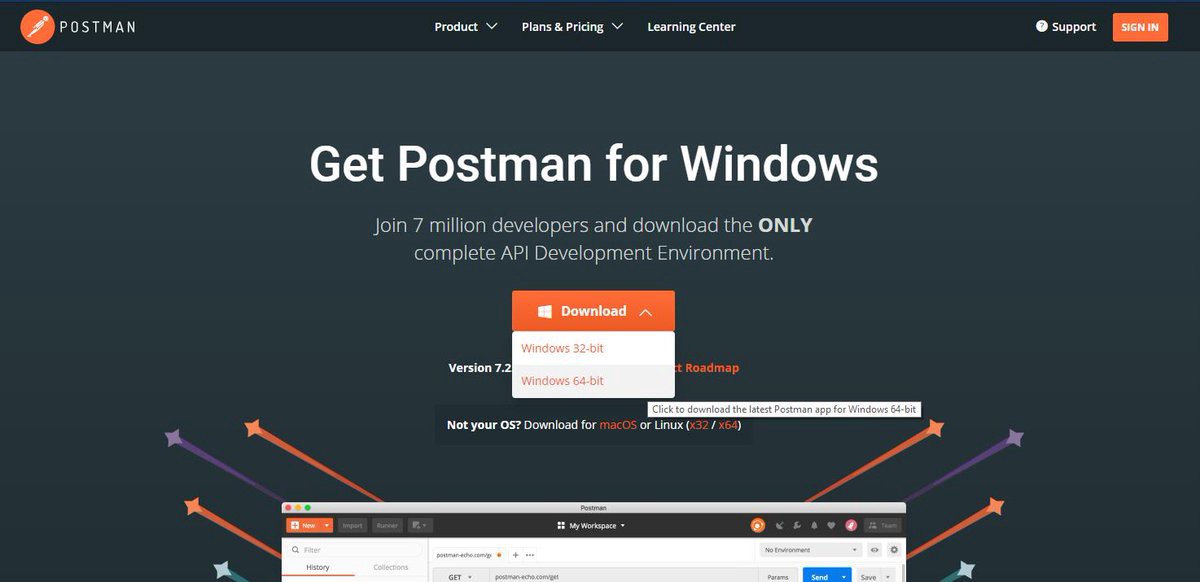 POSTMAN
Product
Plans & Pricing
Learning Center
Support
SIGN IN
Get Postman for Windows
Join 7 million developers and download the ONLY
complete API Development Environment.
Download
Windows 32-bit
Version 7.2
Roadmap
Windows 64-bit
Click to download the latest Postman app for Windows 64-bit
Not your OS? Download for macOS or Linux (x32 / x64)
Postman
New
Import
Runner
My Workspace
Team
Filter
postman-echo.com/ge
No Environment
History
Collections
GET
postman-echo.com/get
Params
Send
Save